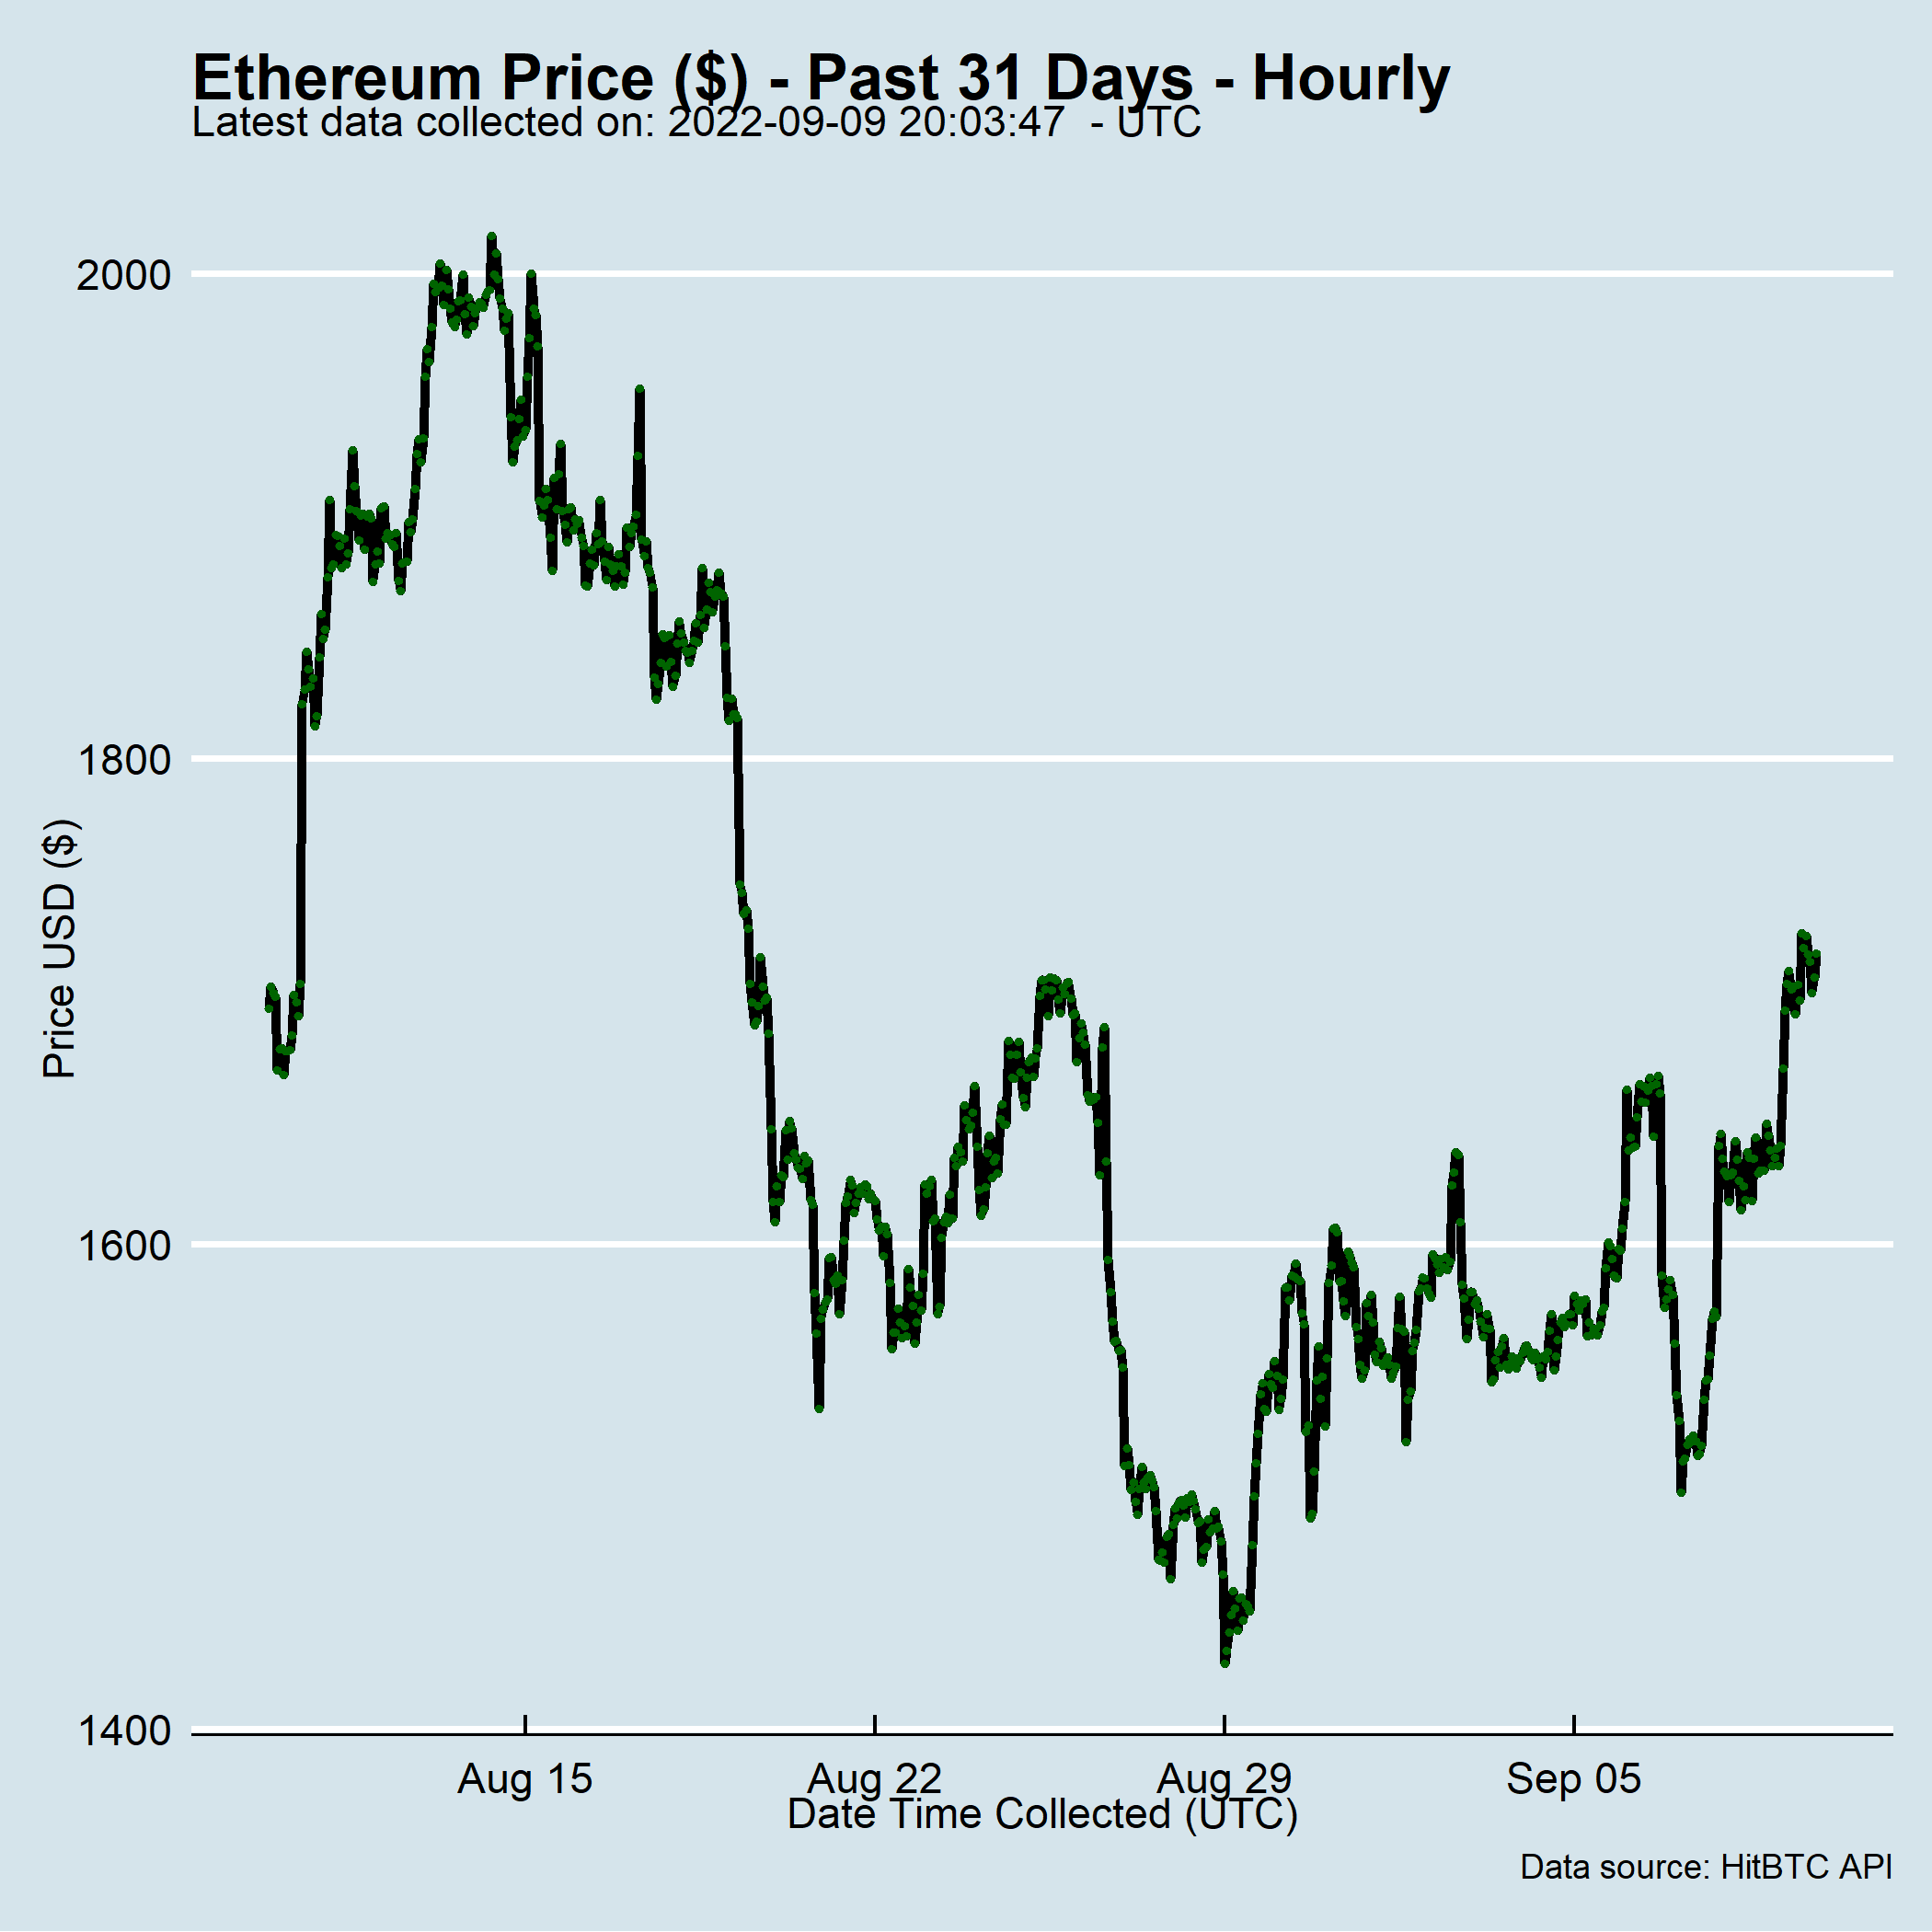 Ethereum Price ($) - Past 31 Days - Hourly
Latest data collected on: 2022-09-09 20:03:47  - UTC
2000
1800
1600
1400
Price USD ($)
Aug 15
Aug 22
Aug 29
Sep 05
Date Time Collected (UTC)
Data source: HitBTC API